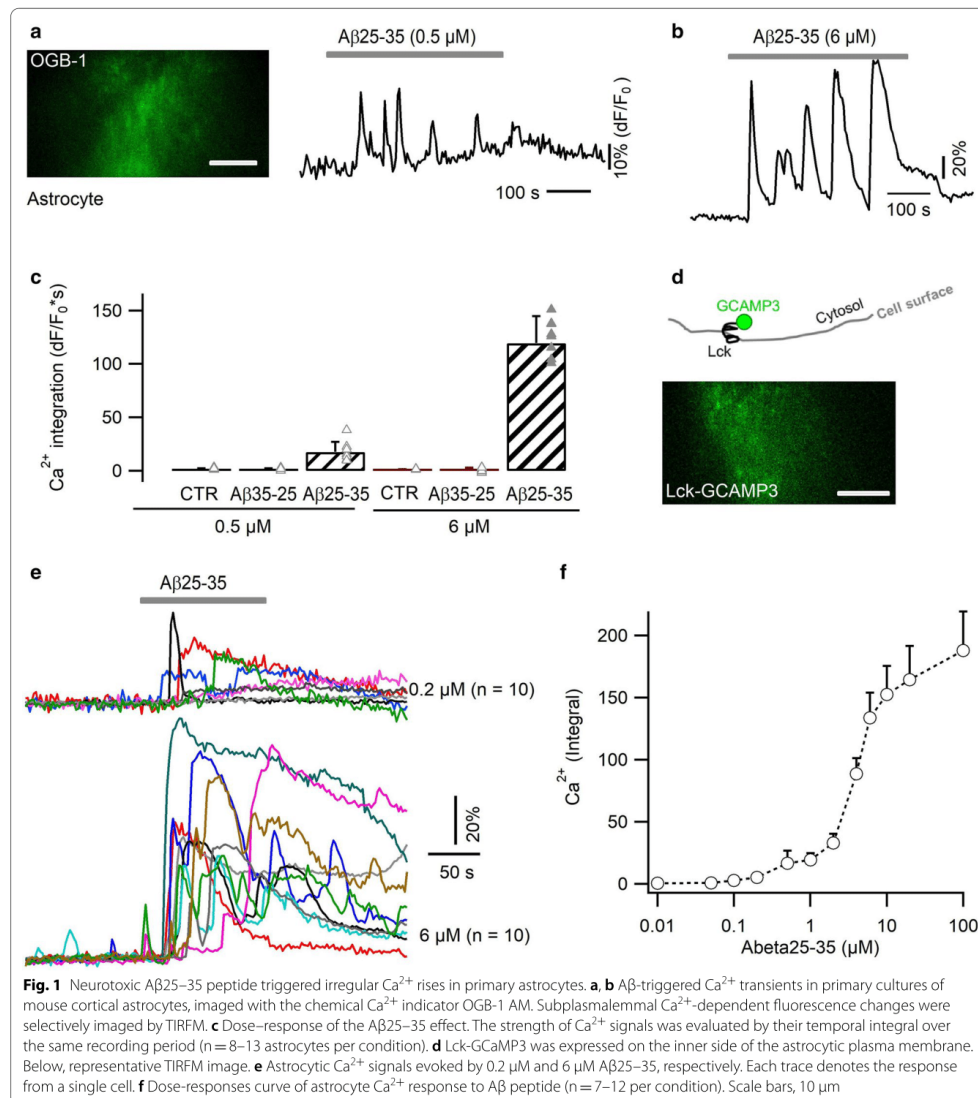 a
OGB-1
Astrocyte
Aβ25-35 (0.5 µM)
10% (dF/F0)
100 s
b
Aβ25-35 (6 µM)
20%
100 s
c
Ca2+ integration (dF/F0*s)
150
100
50
0
CTR Aβ35-25 Aβ25-35 CTR Aβ35-25 Aβ25-35
0.5 µM 6 µM
d
GCAMP3
Cytosol
Cell surface
Lck
Lck-GCAMP3
e
Aβ25-35
0.2 µM (n = 10)
20%
50 s
6 µM (n = 10)
f
Ca2+ (Integral)
200
150
100
50
0
0.01 0.1 1 10 100
Abeta25-35 (µM)
Fig. 1 Neurotoxic Aβ25–35 peptide triggered irregular Ca2+ rises in primary astrocytes. a, b Aβ-triggered Ca2+ transients in primary cultures of
mouse cortical astrocytes, imaged with the chemical Ca2+ indicator OGB-1 AM. Subplasmalemmal Ca2+-dependent fluorescence changes were
selectively imaged by TIRFM. c Dose–response of the Aβ25–35 effect. The strength of Ca2+ signals was evaluated by their temporal integral over
the same recording period (n = 8–13 astrocytes per condition). d Lck-GCaMP3 was expressed on the inner side of the astrocytic plasma membrane.
Below, representative TIRFM image. e Astrocytic Ca2+ signals evoked by 0.2 µM and 6 µM Aβ25–35, respectively. Each trace denotes the response
from a single cell. f Dose-responses curve of astrocyte Ca2+ response to Aβ peptide (n = 7–12 per condition). Scale bars, 10 µm